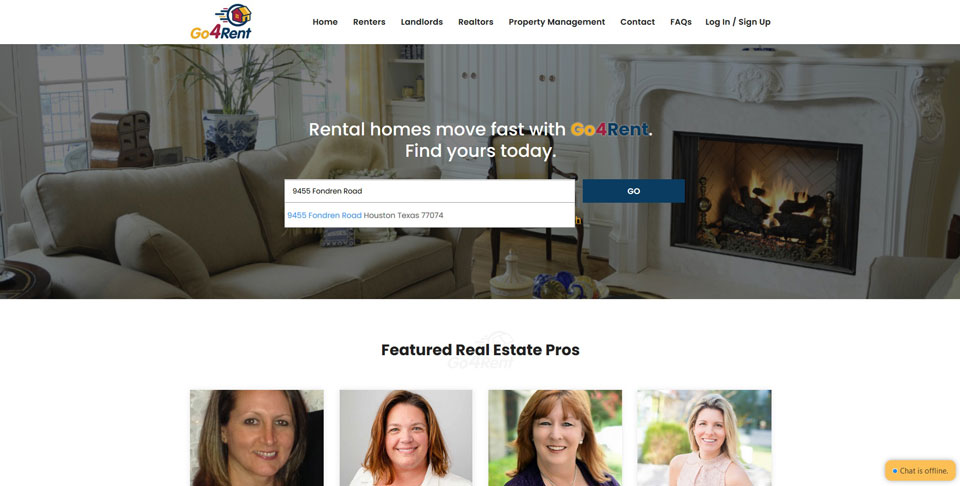 Go4Rent
Home Renters Landlords Realtors Property Management Contact FAQs Log In / Sign Up
Rental homes move fast with Go4Rent.
Find yours today.
9455 Fondren Road GO
9455 Fondren Road Houston Texas 77074
h
Featured Real Estate Pros
Go4Rent
Chat is offline.